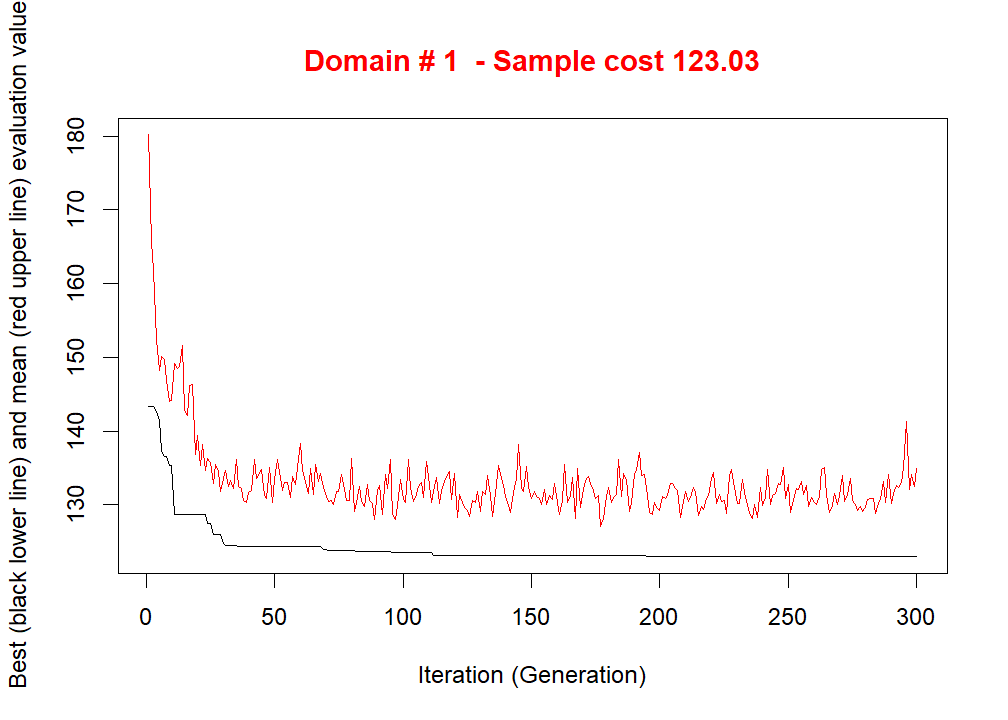 Domain # 1  - Sample cost 123.03
Best (black lower line) and mean (red upper line) evaluation value
180
170
160
150
140
130
0 50 100 150 200 250 300
Iteration (Generation)